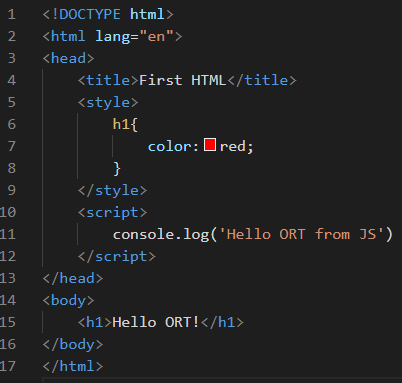 1 <!DOCTYPE html>
2 <html lang="en">
3 <head>
4     <title>First HTML</title>
5     <style>
6         h1{
7             color: red;
8         }
9     </style>
10     <script>
11         console.log('Hello ORT from JS')
12     </script>
13 </head>
14 <body>
15     <h1>Hello ORT!</h1>
16 </body>
17 </html>